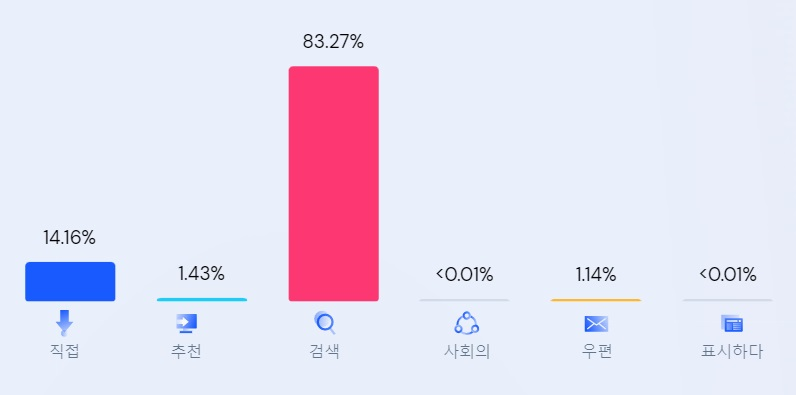 83.27%
14.16%
1.43%
<0.01%
1.14%
<0.01%
직접
추천
검색
사회의
우편
표시하다